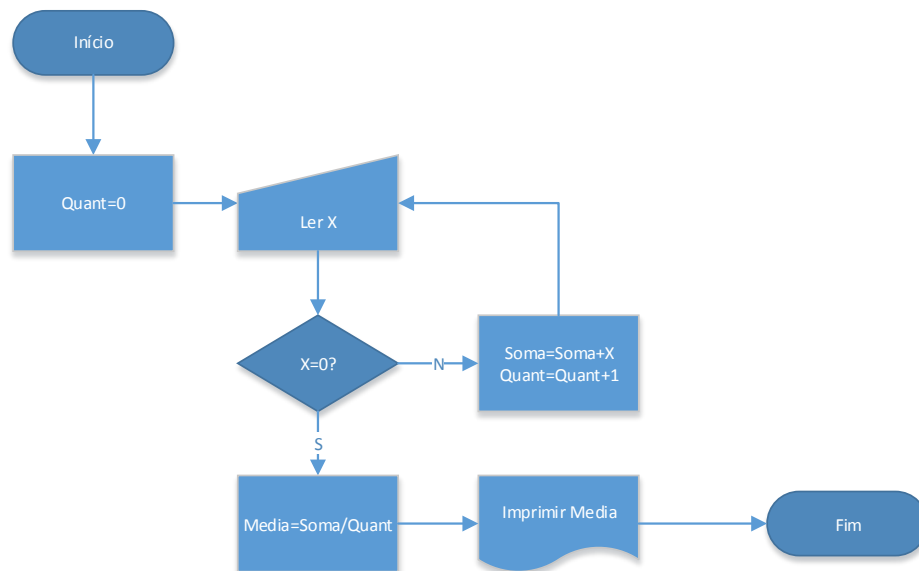 Início
Quant=0
Ler X
X=0?
N
Soma=Soma+X
Quant=Quant+1
S
Media=Soma/Quant
Imprimir Media
Fim